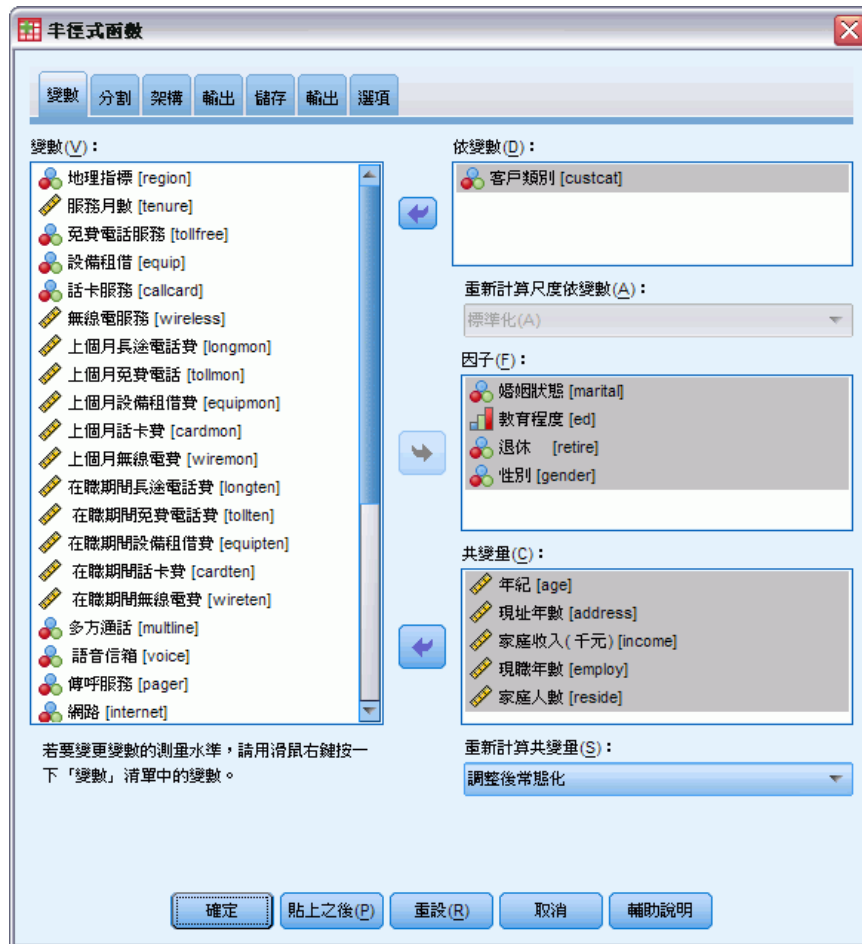 半徑式函數
變數 分割 架構 輸出 儲存 輸出 選項
變數(V)：
地理指標 [region]
服務月數 [tenure]
免費電話服務 [tollfree]
設備租借 [equip]
話卡服務 [callcard]
無線電服務 [wireless]
上個月長途電話費 [longmon]
上個月免費電話 [tollmon]
上個月設備租借費 [equipmon]
上個月話卡費 [cardmon]
上個月無線電費 [wiremon]
在職期間長途電話費 [longten]
在職期間免費電話費 [tollten]
在職期間設備租借費 [equipten]
在職期間話卡費 [cardten]
在職期間無線電費 [wireten]
多方通話 [multline]
語音信箱 [voice]
傳呼服務 [pager]
網路 [internet]
若要變更變數的測量水準，請用滑鼠右鍵按一
下「變數」清單中的變數。
依變數(D)：
客戶類別 [custcat]
重新計算尺度依變數(A)：
標準化(A)
因子(F)：
婚姻狀態 [marital]
教育程度 [ed]
退休 [retire]
性別 [gender]
共變量(C)：
年紀 [age]
現址年數 [address]
家庭收入(千元) [income]
現職年數 [employ]
家庭人數 [reside]
重新計算共變量(S)：
調整後常態化
確定 貼上之後(P) 重設(R) 取消 輔助說明